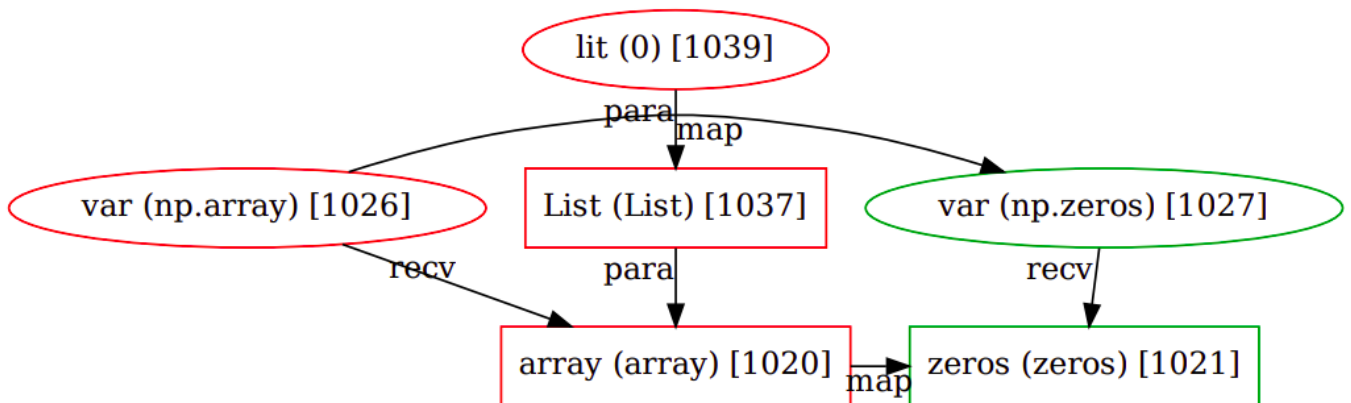 lit (0) [1039]
para
map
var (np.array) [1026]
List (List) [1037]
var (np.zeros) [1027]
recv
para
recv
array (array) [1020]
map
zeros (zeros) [1021]